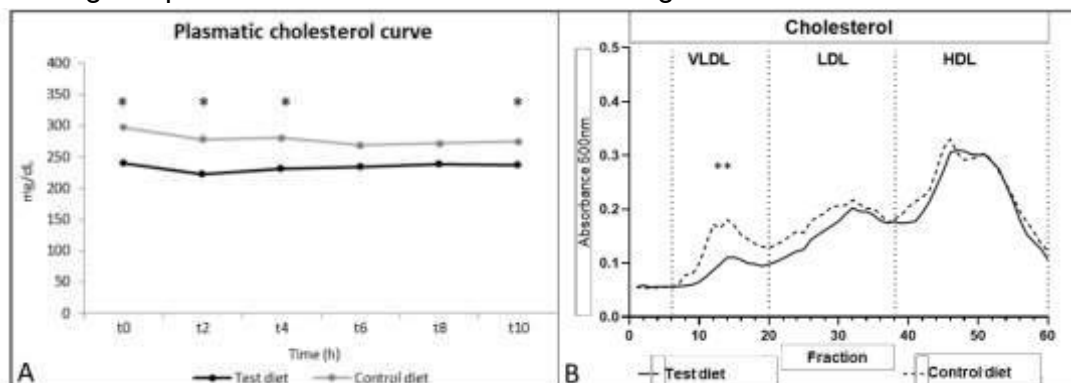 Plasmatic cholesterol curve
400
350
300
250
200
150
100
50
0
mg/dL
* * * *
t0 t2 t4 t6 t8 t10
Time (h)
Test diet Control diet
A
Cholesterol
VLDL LDL HDL
0.5
0.4
0.3
0.2
0.1
0.0
Absorbance 500nm
**
0 10 20 30 40 50 60
Fraction
Test diet Control diet
B